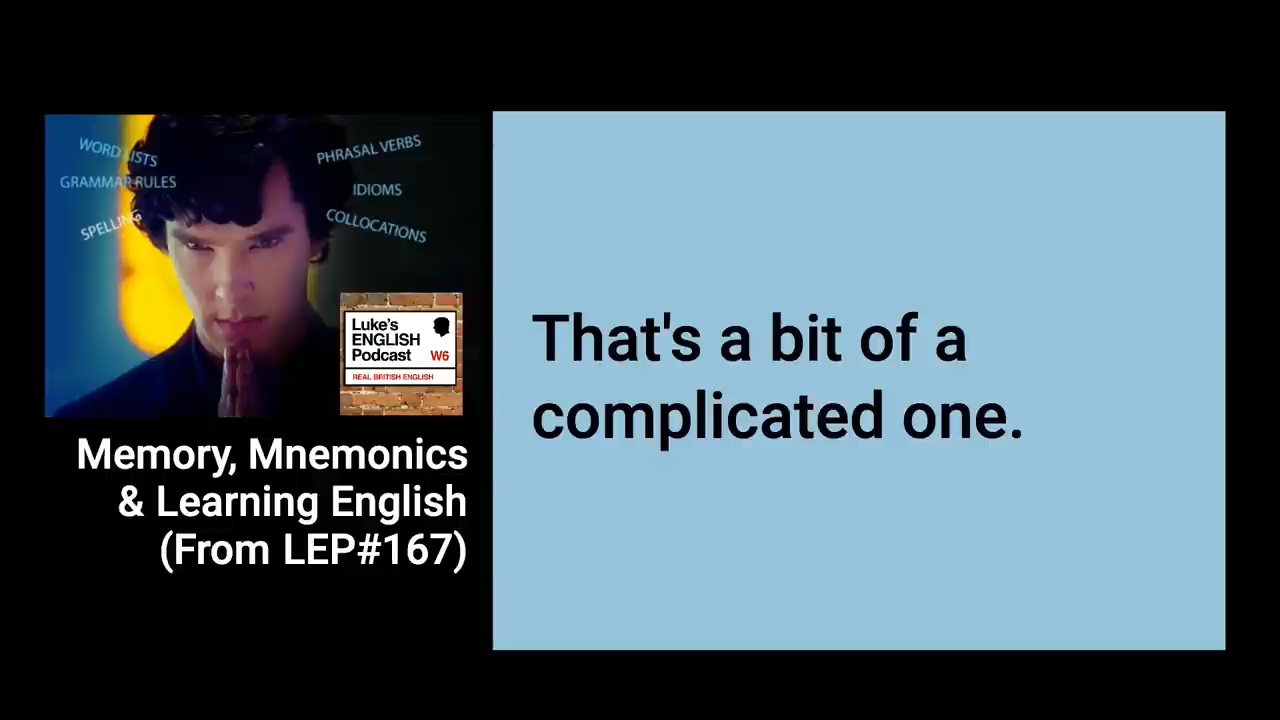 WORD LISTS
GRAMMAR RULES
SPELLING
PHRASAL VERBS
IDIOMS
COLLOCATIONS
Luke's
ENGLISH
Podcast W6
REAL BRITISH ENGLISH
Memory, Mnemonics
& Learning English
(From LEP#167)
That's a bit of a
complicated one.